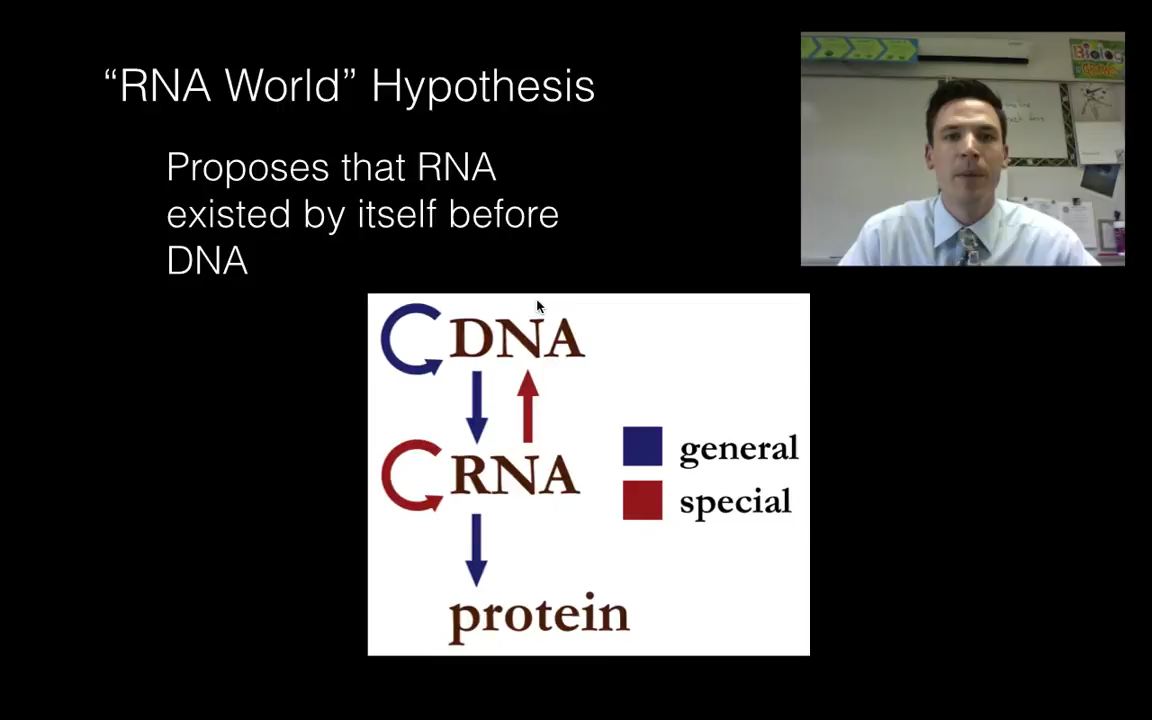 “RNA World” Hypothesis
Proposes that RNA
existed by itself before
DNA
DNA
RNA
general
special
protein